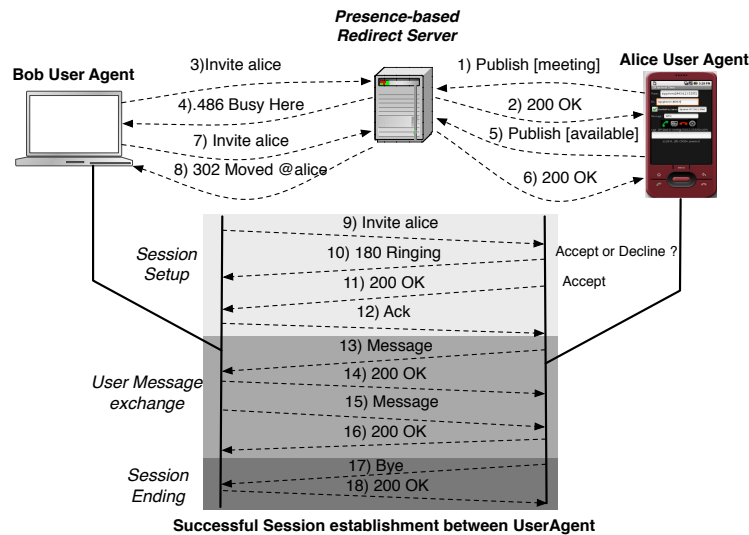 Presence-based
Redirect Server
Bob User Agent
Alice User Agent
3)Invite alice
1) Publish [meeting]
4).486 Busy Here
2) 200 OK
7) Invite alice
5) Publish [available]
8) 302 Moved @alice
6) 200 OK
9) Invite alice
Session
Setup
10) 180 Ringing
Accept or Decline ?
11) 200 OK
Accept
12) Ack
13) Message
User Message
exchange
14) 200 OK
15) Message
16) 200 OK
17) Bye
Session
Ending
18) 200 OK
Successful Session establishment between UserAgent